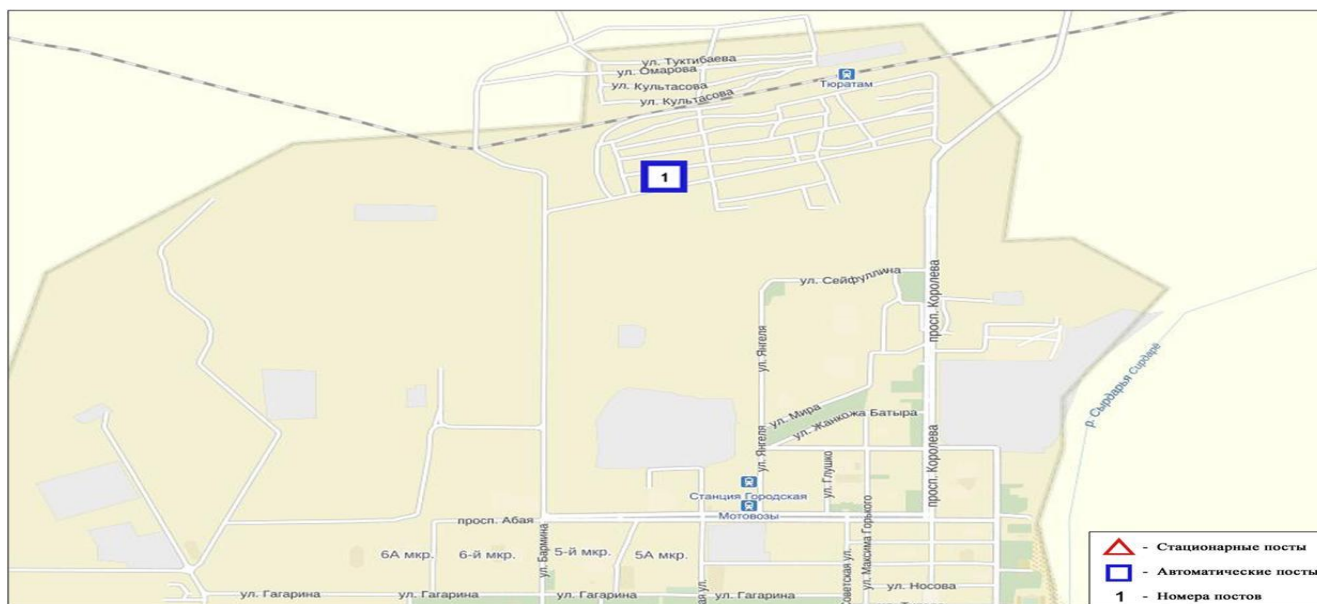 ул. Туктибаева
ул. Омарова
Тюратам
ул. Культасова
ул. Культасова
1
ул. Сейфуллина
просп. Королева
ул. Янгеля
р. Сырдарья Сирдарё
ул. Мира
ул. Жанкожа Батыра
ул. Янгеля
просп. Королева
ул. Глушко
Станция Городская
Мотовозы
ул. Максима Горького
просп. Абая
6А мкр.
6-й мкр.
5-й мкр.
5А мкр.
ул. Бармина
Советская ул.
ул. Носова
ул. Гагарина
ул. Гагарина
ул. Гагарина
ул. Гагарина
- Стационарные посты
- Автоматические посты
1 - Номера постов